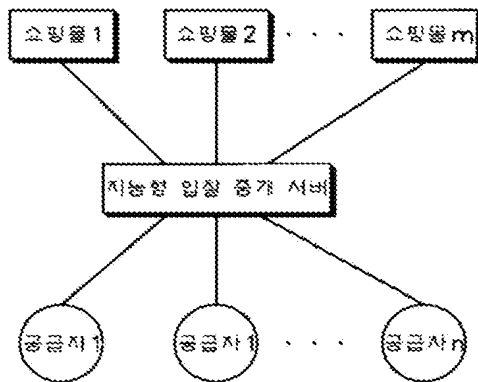 쇼핑몰1
쇼핑몰2
· · ·
쇼핑몰m
지능형 입찰 중개 서버
공급자1
공급자1
· · ·
공급자n